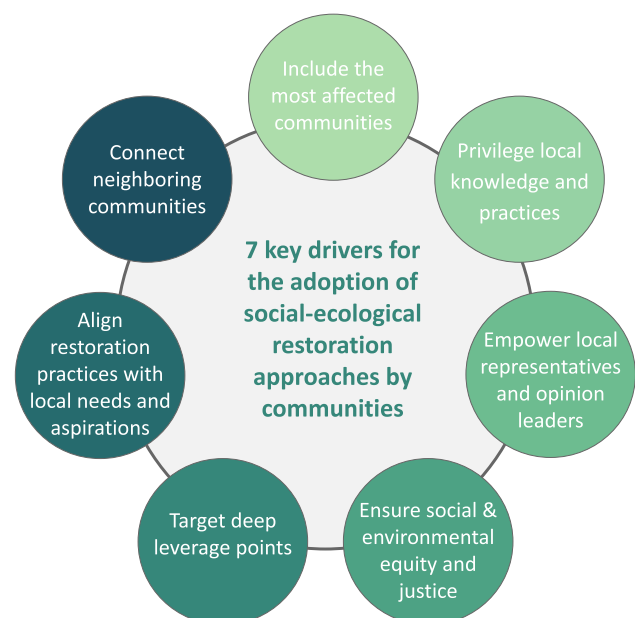 Include the
most affected
communities
Privilege local
knowledge and
practices
Empower local
representatives
and opinion
leaders
Ensure social &
environmental
equity and
justice
Target deep
leverage points
Align
restoration
practices with
local needs and
aspirations
Connect
neighboring
communities
7 key drivers for
the adoption of
social-ecological
restoration
approaches by
communities